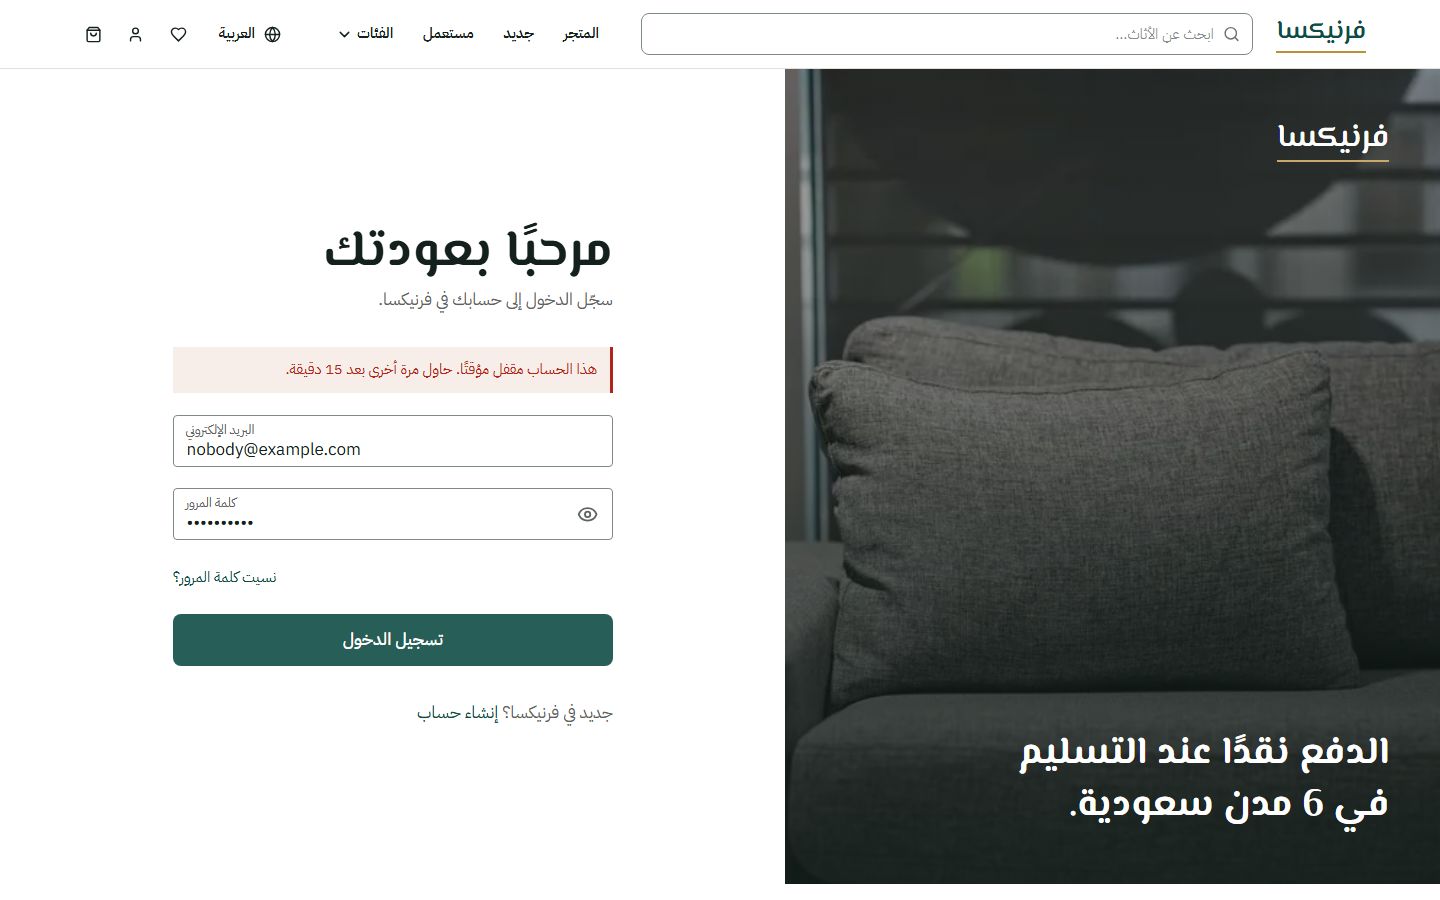 فرنيكسا
ابحث عن الأثاث...
المتجر
جديد
مستعمل
الفئات
العربية
فرنيكسا
الدفع نقدًا عند التسليم
في 6 مدن سعودية.
مرحبًا بعودتك
سجّل الدخول إلى حسابك في فرنيكسا.
هذا الحساب مقفل مؤقتًا. حاول مرة أخرى بعد 15 دقيقة.
البريد الإلكتروني
nobody@example.com
كلمة المرور
••••••••••
نسيت كلمة المرور؟
تسجيل الدخول
جديد في فرنيكسا؟ إنشاء حساب